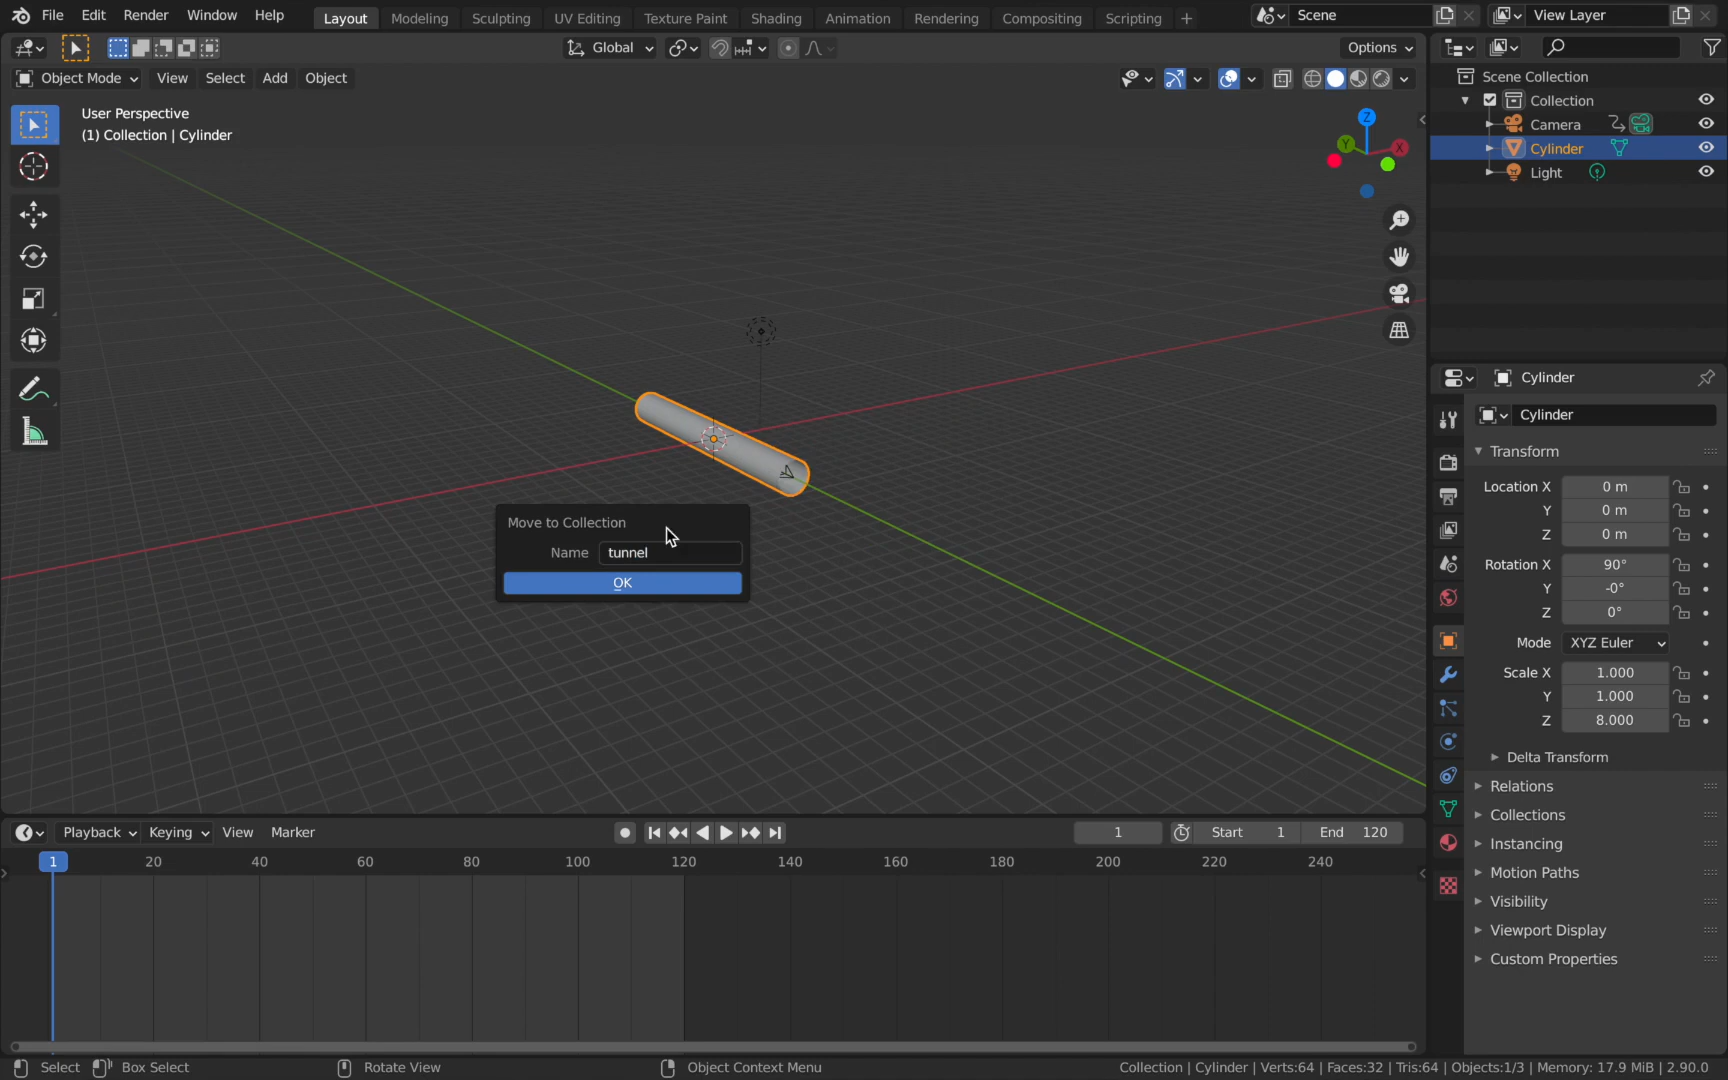 File Edit Render Window Help Layout Modeling Sculpting UV Editing Texture Paint Shading Animation Rendering Compositing Scripting + Scene View Layer
Global Options
Object Mode View Select Add Object
User Perspective
(1) Collection | Cylinder
Z
Y
X
Scene Collection
Collection
Camera
Cylinder
Light
Move to Collection
Name tunnel
OK
Cylinder
Cylinder
Transform
Location X 0 m
Y 0 m
Z 0 m
Rotation X 90°
Y -0°
Z 0°
Mode XYZ Euler
Scale X 1.000
Y 1.000
Z 8.000
Delta Transform
Relations
Collections
Instancing
Motion Paths
Visibility
Viewport Display
Custom Properties
Playback Keying View Marker 1 Start 1 End 120
1 20 40 60 80 100 120 140 160 180 200 220 240
Select Box Select Rotate View Object Context Menu Collection | Cylinder | Verts:64 | Faces:32 | Tris:64 | Objects:1/3 | Memory: 17.9 MiB | 2.90.0